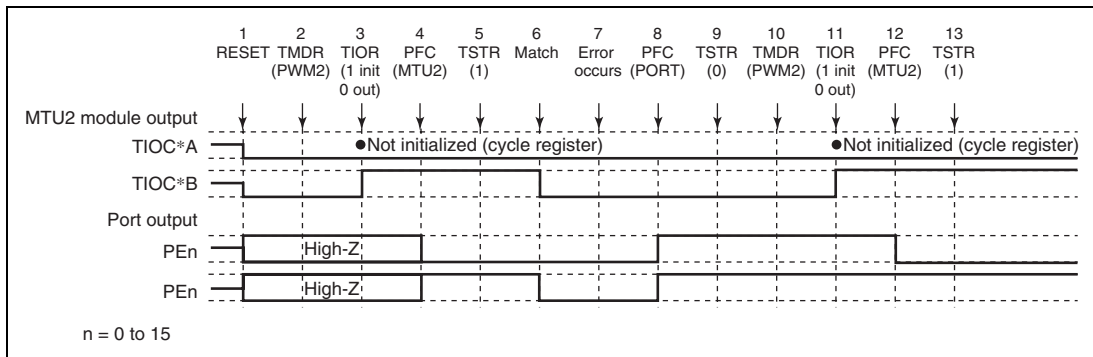 1 2 3 4 5 6 7 8 9 10 11 12 13
RESET TMDR TIOR PFC TSTR Match Error PFC TSTR TMDR TIOR PFC TSTR
(PWM2) (1 init (MTU2) (1) occurs (PORT) (0) (PWM2) (1 init (MTU2) (1)
0 out) 0 out)
MTU2 module output
TIOC*A ●Not initialized (cycle register) ●Not initialized (cycle register)
TIOC*B
Port output
PEn High-Z
PEn High-Z
n = 0 to 15